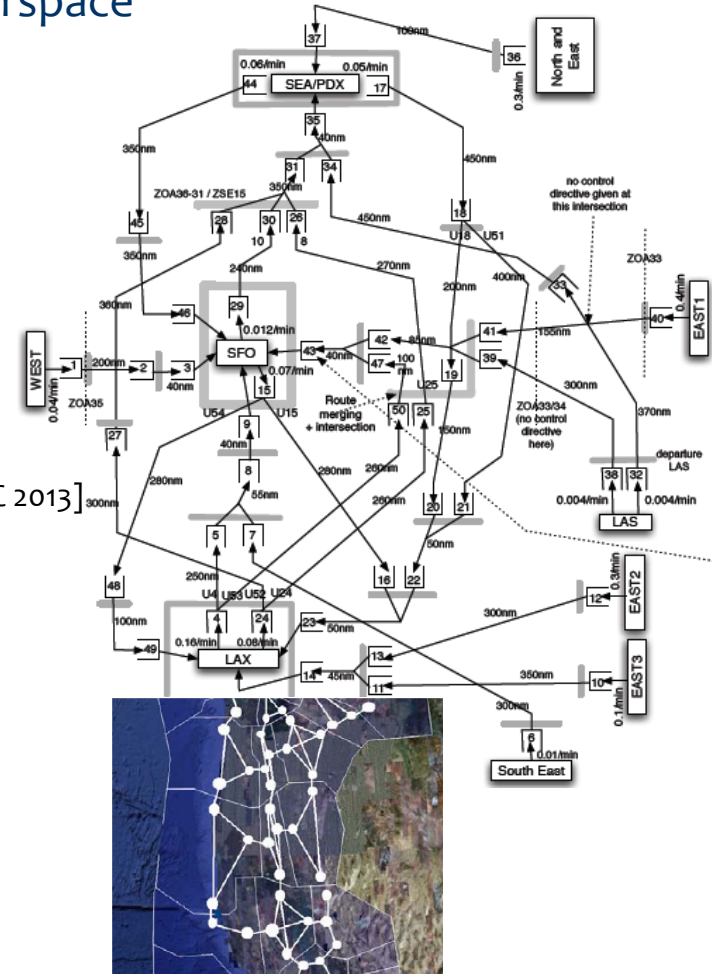 rspace
37
100nm
36
0.3/min
North and
East
0.06/min
0.05/min
44
SEA/PDX
17
35
40nm
31
34
350nm
350nm
450nm
ZOA36-31 / ZSE15
28
30
26
10
8
450nm
18
U18
U51
no control
directive given at
this intersection
45
350nm
240nm
270nm
400nm
200nm
33
ZOA33
360nm
29
46
0.012/min
SFO
43
42
85nm
41
155nm
40
0.4/min
EAST1
WEST
1
200nm
2
3
40nm
0.07/min
15
40nm
47
100
nm
19
39
0.04/min
ZOA35
U25
300nm
27
U54
U15
9
Route
merging
+ intersection
50
25
150nm
ZOA33/34
(no control
directive
here)
370nm
40nm
8
280nm
280nm
260nm
260nm
departure
LAS
38
32
0.004/min
0.004/min
LAS
C 2013]
300nm
55nm
5
7
20
21
50nm
48
250nm
16
22
100nm
U4
U53
U52
U24
4
24
23
50nm
300nm
12
0.3/min
EAST2
49
0.16/min
0.08/min
LAX
13
14
45nm
11
350nm
10
0.1/min
EAST3
300nm
6
0.01/min
South East